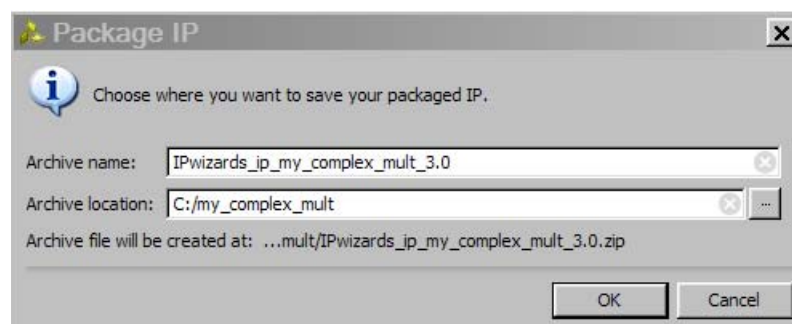 Package IP
Choose where you want to save your packaged IP.
Archive name: IPwizards_ip_my_complex_mult_3.0
Archive location: C:/my_complex_mult ...
Archive file will be created at: ...mult/IPwizards_ip_my_complex_mult_3.0.zip
OK Cancel